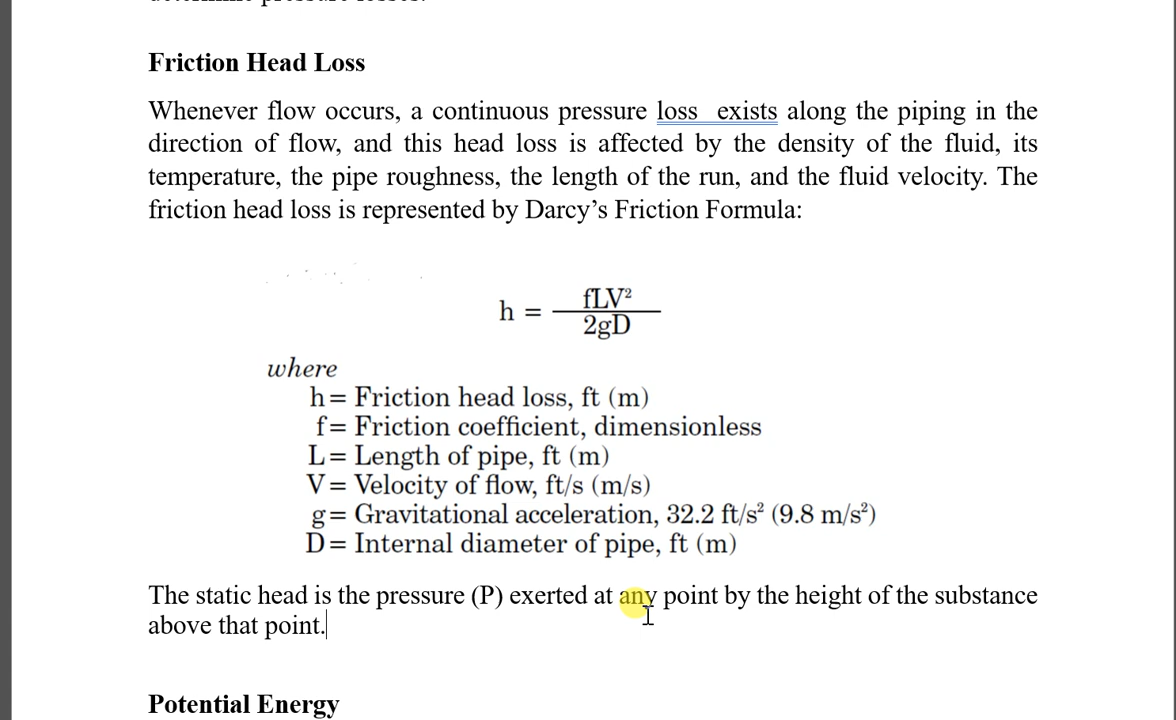 Friction Head Loss
Whenever flow occurs, a continuous pressure loss  exists along the piping in the
direction of flow, and this head loss is affected by the density of the fluid, its
temperature, the pipe roughness, the length of the run, and the fluid velocity. The
friction head loss is represented by Darcy’s Friction Formula:
h = fLV²
2gD
where
h= Friction head loss, ft (m)
f= Friction coefficient, dimensionless
L= Length of pipe, ft (m)
V= Velocity of flow, ft/s (m/s)
g= Gravitational acceleration, 32.2 ft/s² (9.8 m/s²)
D= Internal diameter of pipe, ft (m)
The static head is the pressure (P) exerted at any point by the height of the substance
above that point.
Potential Energy